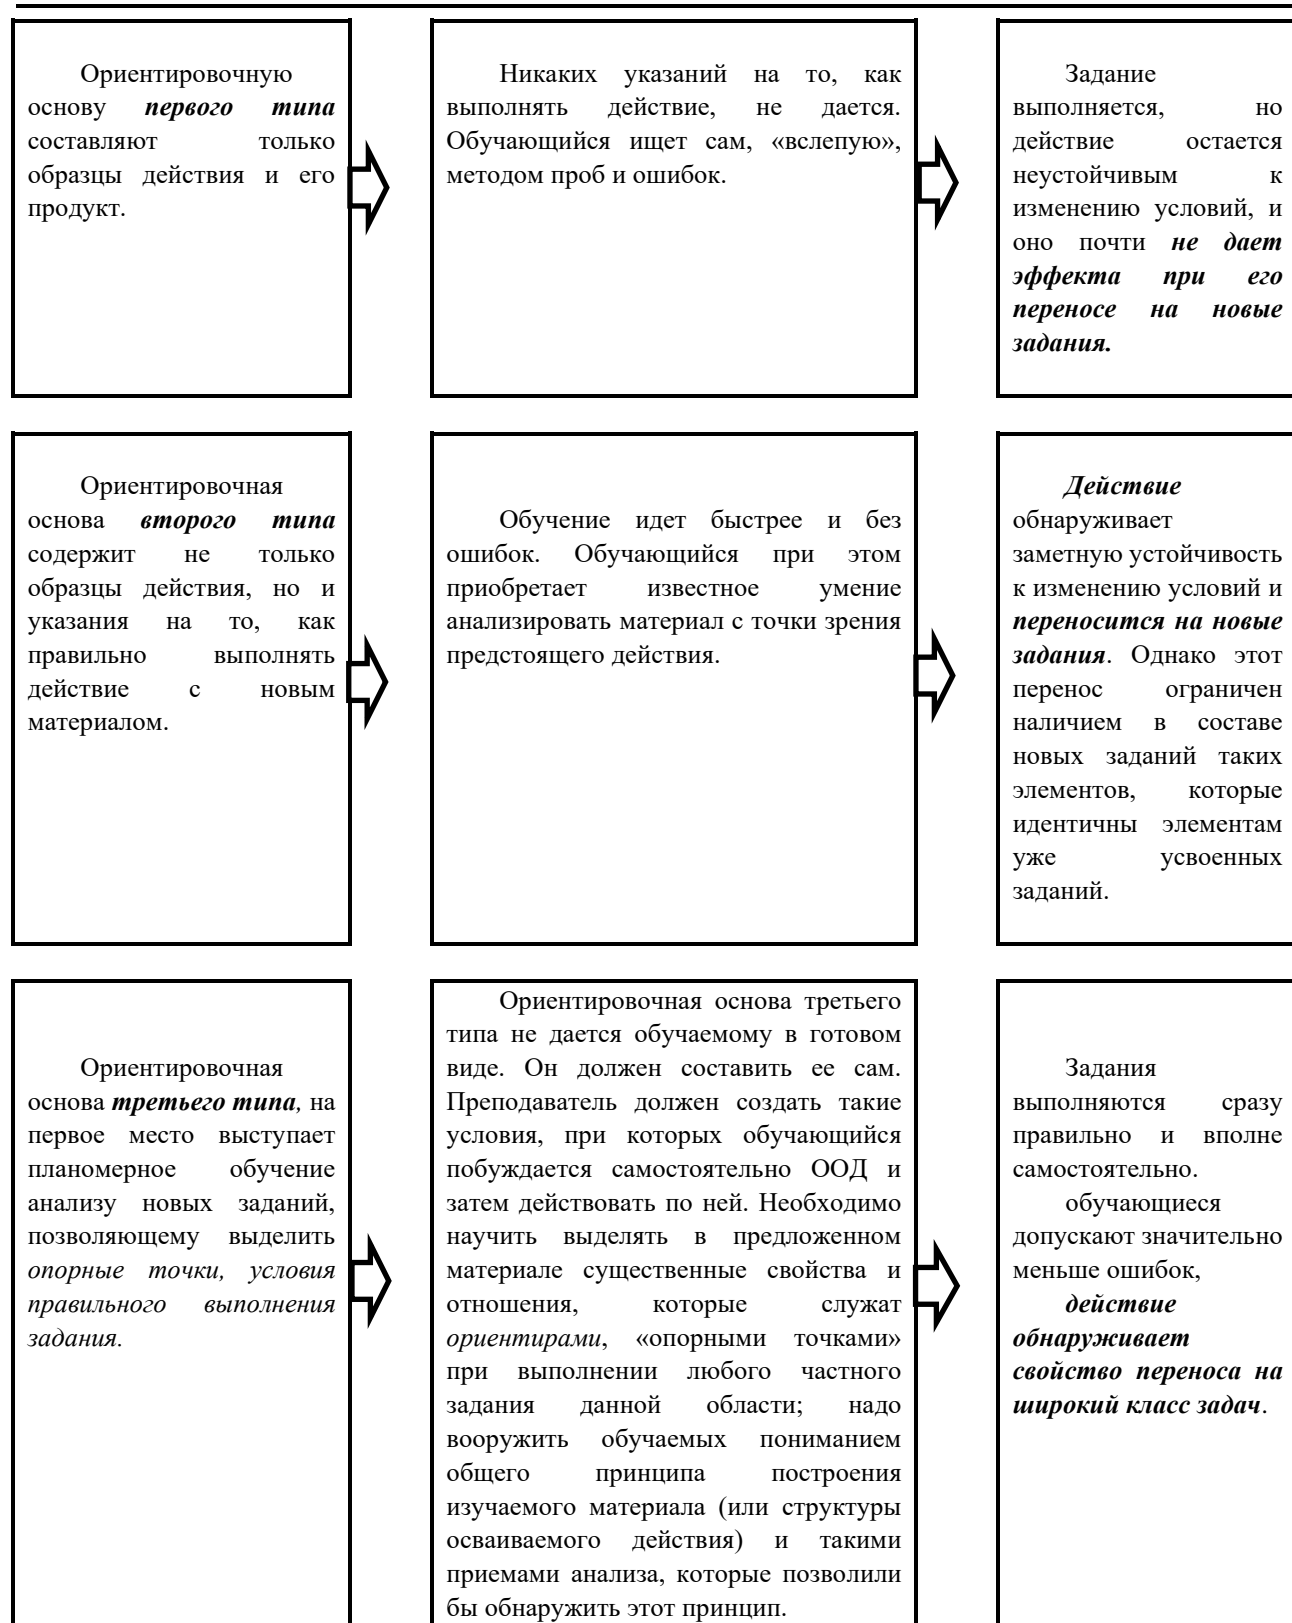 Ориентировочную
основу первого типа
составляют только
образцы действия и его
продукт.
Никаких указаний на то, как
выполнять действие, не дается.
Обучающийся ищет сам, «вслепую»,
методом проб и ошибок.
Задание
выполняется, но
действие остается
неустойчивым к
изменению условий, и
оно почти не дает
эффекта при его
переносе на новые
задания.
Ориентировочная
основа второго типа
содержит не только
образцы действия, но и
указания на то, как
правильно выполнять
действие с новым
материалом.
Обучение идет быстрее и без
ошибок. Обучающийся при этом
приобретает известное умение
анализировать материал с точки зрения
предстоящего действия.
Действие
обнаруживает
заметную устойчивость
к изменению условий и
переносится на новые
задания. Однако этот
перенос ограничен
наличием в составе
новых заданий таких
элементов, которые
идентичны элементам
уже усвоенных
заданий.
Ориентировочная
основа третьего типа, на
первое место выступает
планомерное обучение
анализу новых заданий,
позволяющему выделить
опорные точки, условия
правильного выполнения
задания.
Ориентировочная основа третьего
типа не дается обучаемому в готовом
виде. Он должен составить ее сам.
Преподаватель должен создать такие
условия, при которых обучающийся
побуждается самостоятельно ООД и
затем действовать по ней. Необходимо
научить выделять в предложенном
материале существенные свойства и
отношения, которые служат
ориентирами, «опорными точками»
при выполнении любого частного
задания данной области; надо
вооружить обучаемых пониманием
общего принципа построения
изучаемого материала (или структуры
осваиваемого действия) и такими
приемами анализа, которые позволили
бы обнаружить этот принцип.
Задания
выполняются сразу
правильно и вполне
самостоятельно.
обучающиеся
допускают значительно
меньше ошибок,
действие
обнаруживает
свойство переноса на
широкий класс задач.